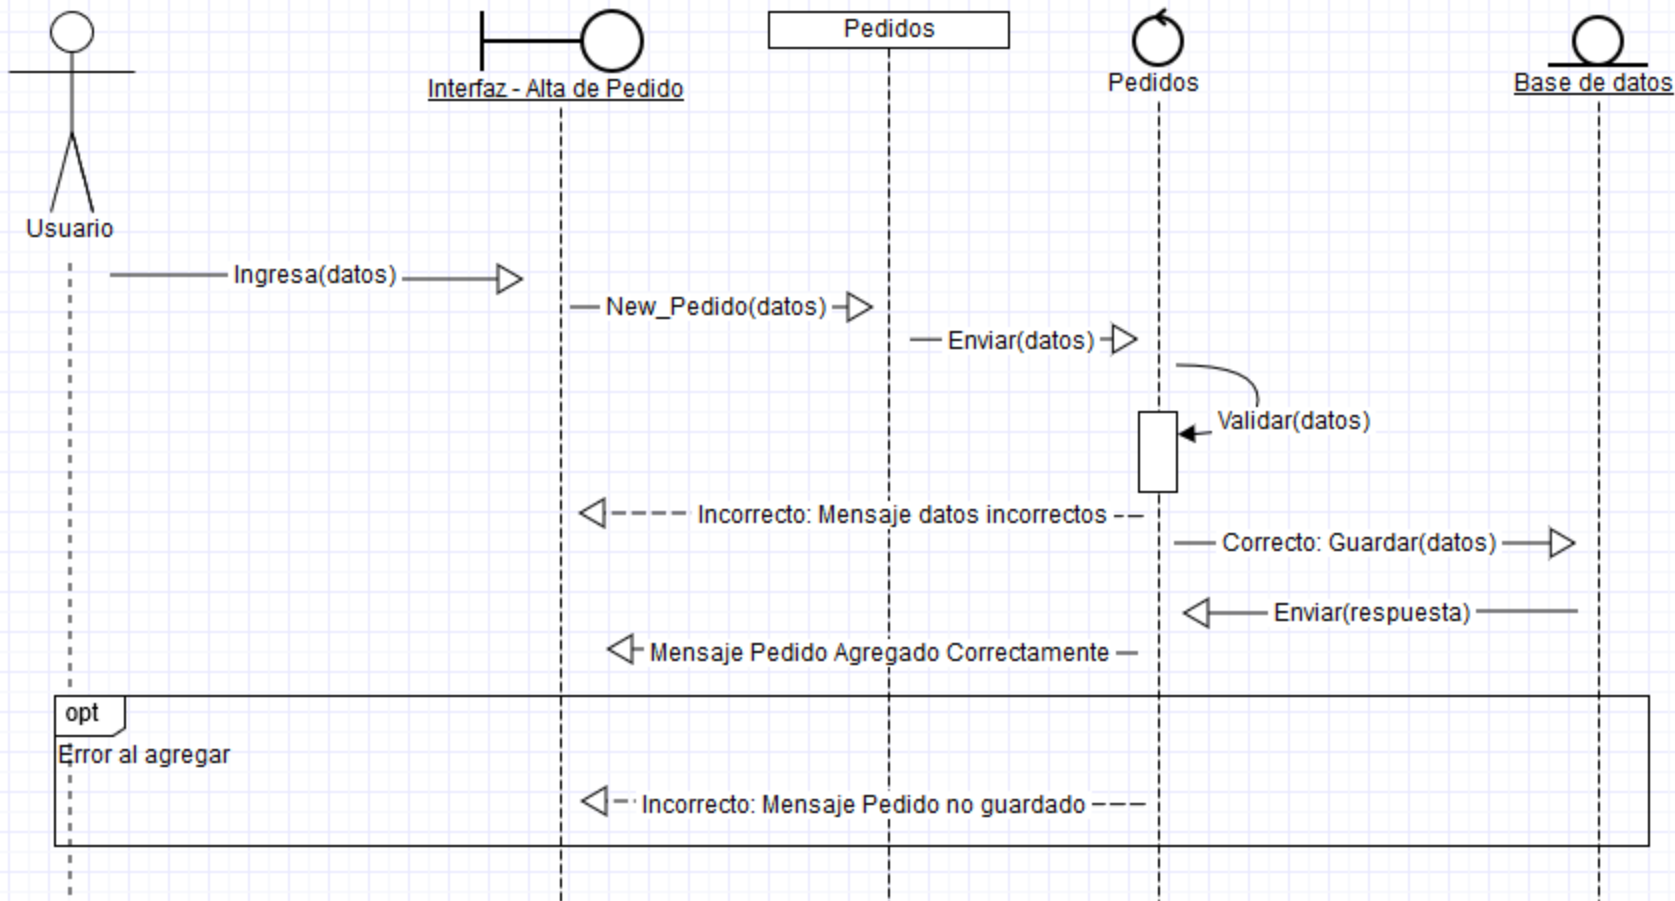 Pedidos
Interfaz - Alta de Pedido
Pedidos
Base de datos
Usuario
Ingresa(datos)
New_Pedido(datos)
Enviar(datos)
Validar(datos)
Incorrecto: Mensaje datos incorrectos
Correcto: Guardar(datos)
Enviar(respuesta)
Mensaje Pedido Agregado Correctamente
opt
Error al agregar
Incorrecto: Mensaje Pedido no guardado